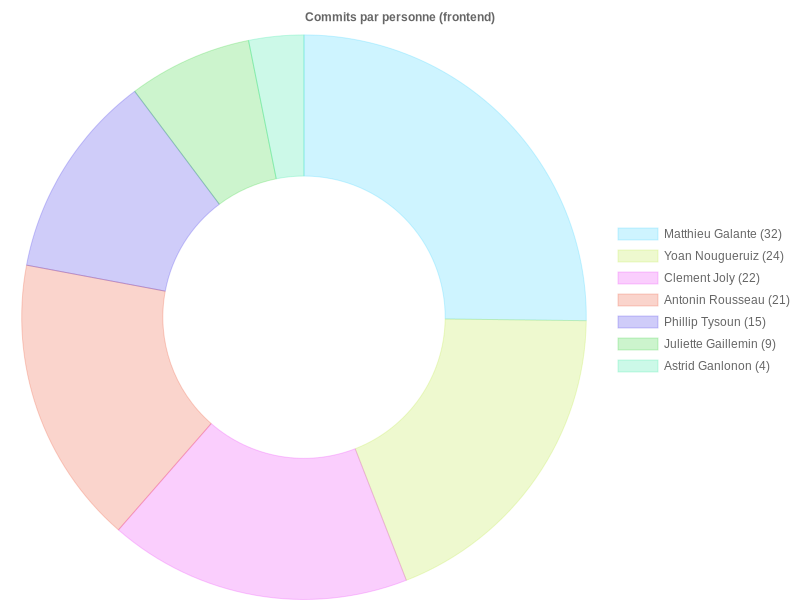 Commits par personne (frontend)
Matthieu Galante (32)
Yoan Nougueruiz (24)
Clement Joly (22)
Antonin Rousseau (21)
Phillip Tysoun (15)
Juliette Gaillemin (9)
Astrid Ganlonon (4)